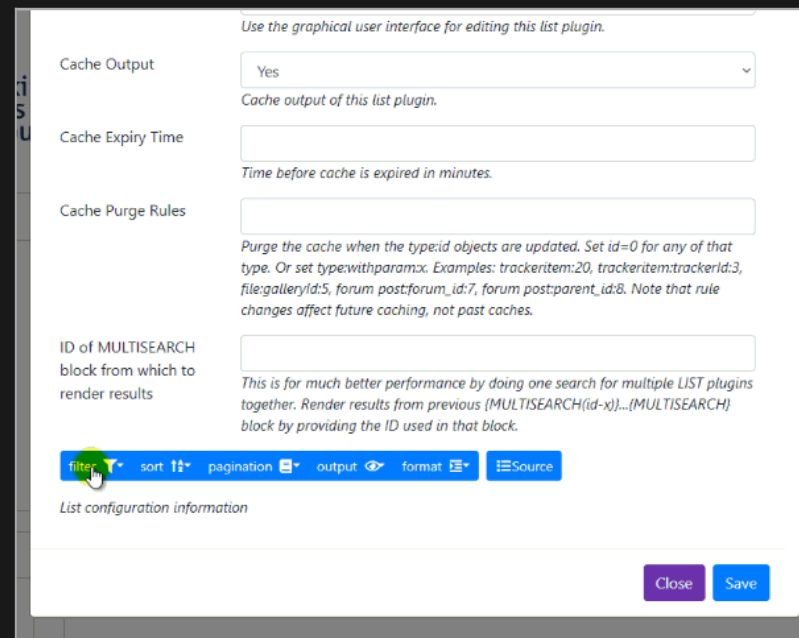 Use the graphical user interface for editing this list plugin.
Cache Output
Yes
Cache output of this list plugin.
Cache Expiry Time
Time before cache is expired in minutes.
Cache Purge Rules
Purge the cache when the type:id objects are updated. Set id=0 for any of that
type. Or set type:withparam:x. Examples: trackeritem:20, trackeritem:trackerId:3,
file:galleryId:5, forum post:forum_id:7, forum post:parent_id:8. Note that rule
changes affect future caching, not past caches.
ID of MULTISEARCH
block from which to
render results
This is for much better performance by doing one search for multiple LIST plugins
together. Render results from previous {MULTISEARCH(id-x)}...{MULTISEARCH}
block by providing the ID used in that block.
filter sort pagination output format Source
List configuration information
Close Save